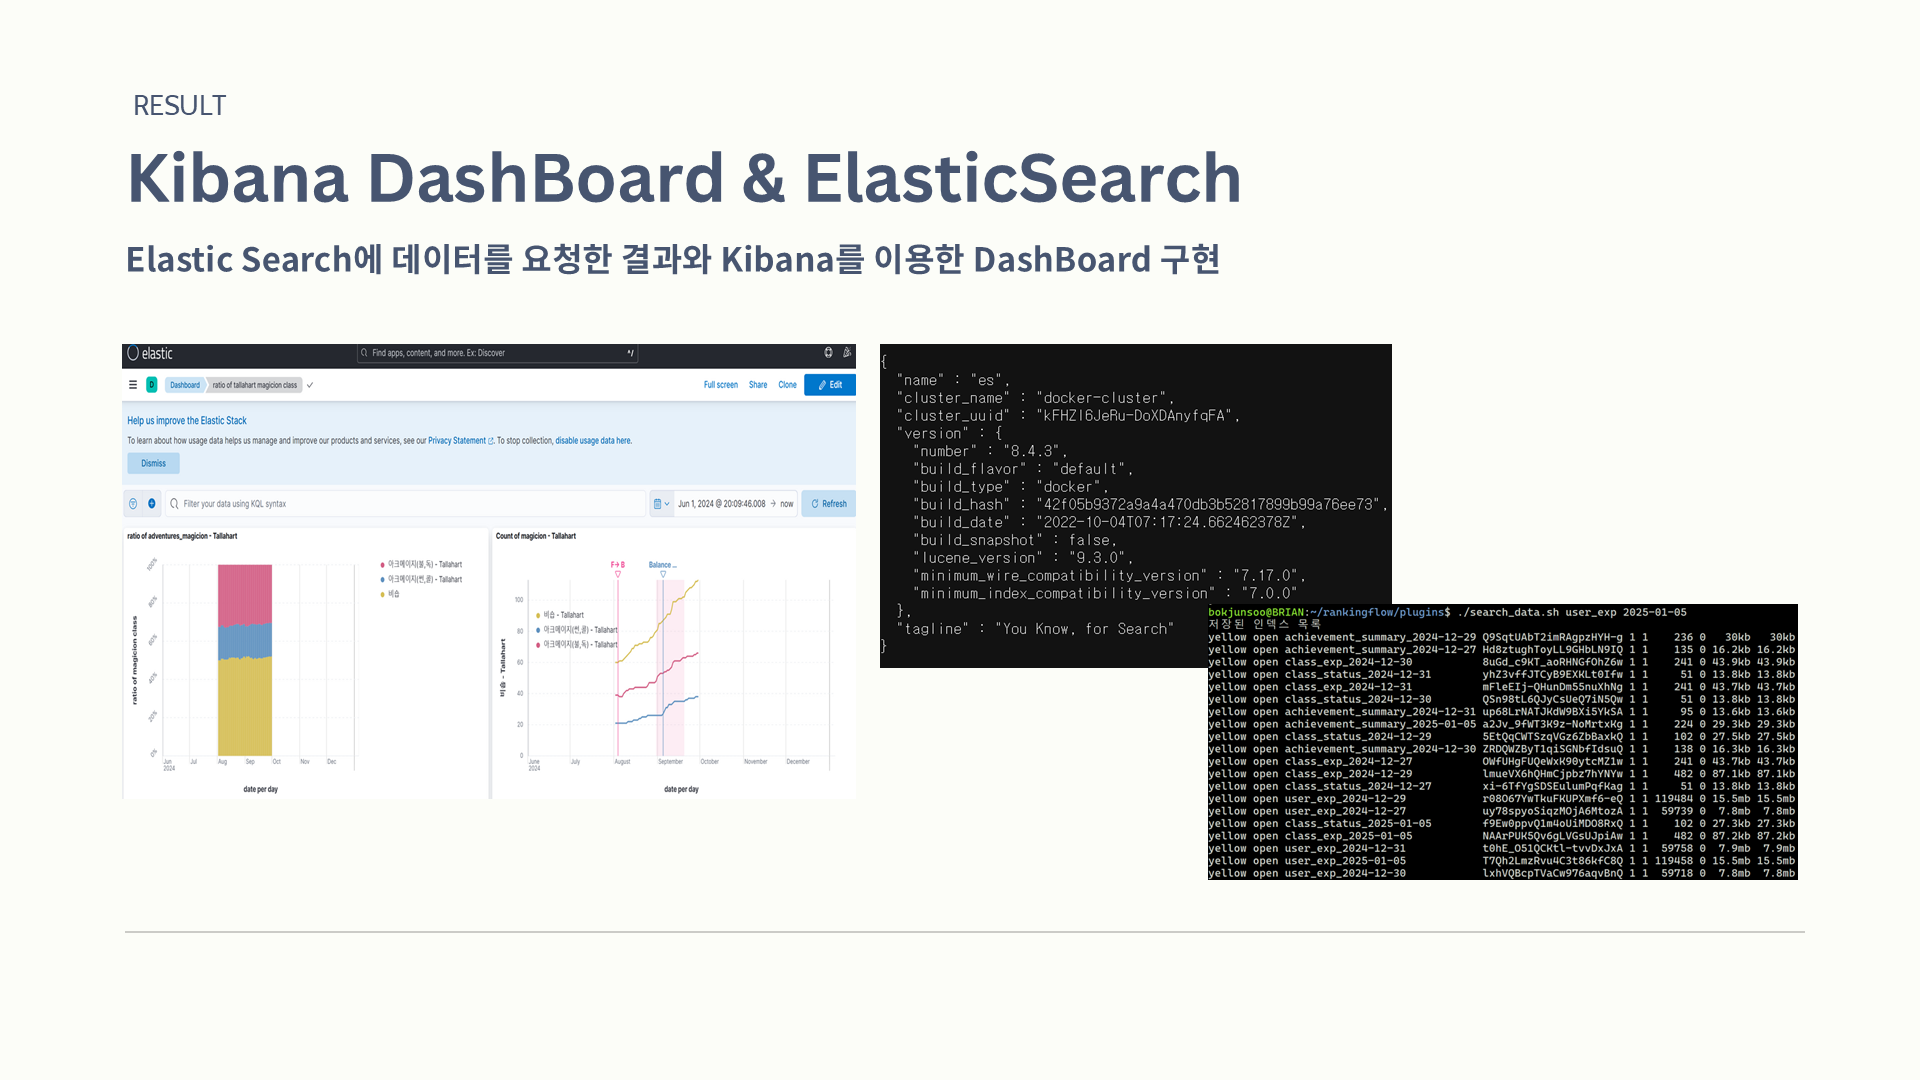 RESULT
Kibana DashBoard & ElasticSearch
Elastic Search에 데이터를 요청한 결과와 Kibana를 이용한 DashBoard 구현
elastic
Find apps, content, and more. Ex: Discover
^/
D
Dashboard
ratio of tallahart magicion class
Full screen
Share
Clone
Edit
Help us improve the Elastic Stack
To learn about how usage data helps us manage and improve our products and services, see our Privacy Statement. To stop collection, disable usage data here.
Dismiss
Filter your data using KQL syntax
Jun 1, 2024 @ 20:09:46.008 → now
Refresh
ratio of adventures_magicion - Tallahart
ratio of magicion class
100%
80%
60%
40%
20%
0%
Jun
2024
Jul
Aug
Sep
Oct
Nov
Dec
date per day
아크메이지(불,독) - Tallahart
아크메이지(썬,콜) - Tallahart
비숍
Count of magicion - Tallahart
F→B
Balance ...
비숍 - Tallahart
아크메이지(썬,콜) - Tallahart
아크메이지(불,독) - Tallahart
비숍 - Tallahart
100
80
60
40
20
0
June
2024
July
August
September
October
November
December
date per day
{
"name" : "es",
"cluster_name" : "docker-cluster",
"cluster_uuid" : "kFHZl6JeRu-DoXDAnyfqFA",
"version" : {
"number" : "8.4.3",
"build_flavor" : "default",
"build_type" : "docker",
"build_hash" : "42f05b9372a9a4a470db3b52817899b99a76ee73",
"build_date" : "2022-10-04T07:17:24.662462378Z",
"build_snapshot" : false,
"lucene_version" : "9.3.0",
"minimum_wire_compatibility_version" : "7.17.0",
"minimum_index_compatibility_version" : "7.0.0"
},
"tagline" : "You Know, for Search"
}
bokjunsoo@BRIAN:~/rankingflow/plugins$ ./search_data.sh user_exp 2025-01-05
저장된 인덱스 목록
yellow open achievement_summary_2024-12-29 Q9SqtUAbT2imRAgpzHYH-g 1 1 236 0 30kb 30kb
yellow open achievement_summary_2024-12-27 Hd8ztughToyLL9GHbLN9IQ 1 1 135 0 16.2kb 16.2kb
yellow open class_exp_2024-12-30 8uGd_c9KT_aoRHNGfOhZ6w 1 1 241 0 43.9kb 43.9kb
yellow open class_status_2024-12-31 yhZ3vffJTCyB9EXKLt0Ifw 1 1 51 0 13.8kb 13.8kb
yellow open class_exp_2024-12-31 mFleEIj-QHunDm55nuXhNg 1 1 241 0 43.7kb 43.7kb
yellow open class_status_2024-12-30 QSn98tL6QJyCsUeQ7iN5Qw 1 1 51 0 13.8kb 13.8kb
yellow open achievement_summary_2024-12-31 up68LrNATJKdW9BXi5YkSA 1 1 95 0 13.6kb 13.6kb
yellow open achievement_summary_2025-01-05 a2Jv_9fWT3K9z-NoMrtxKg 1 1 224 0 29.3kb 29.3kb
yellow open class_status_2024-12-29 5EtQqCWTSzqVGz6ZbBaxkQ 1 1 102 0 27.5kb 27.5kb
yellow open achievement_summary_2024-12-30 ZRDQWZByT1qiSGNbfIdsuQ 1 1 138 0 16.3kb 16.3kb
yellow open class_exp_2024-12-27 OWfUHgFUQeWxK90ytcMZ1w 1 1 241 0 43.7kb 43.7kb
yellow open class_exp_2024-12-29 lmueVX6hQHmCjpbz7hYNYw 1 1 482 0 87.1kb 87.1kb
yellow open class_status_2024-12-27 xi-6TfYgSDSEulumPqfKag 1 1 51 0 13.8kb 13.8kb
yellow open user_exp_2024-12-29 r08O67YwTkuFKUPXmf6-eQ 1 1 119484 0 15.5mb 15.5mb
yellow open user_exp_2024-12-27 uy78spyoSiqzMOjA6MtozA 1 1 59739 0 7.8mb 7.8mb
yellow open class_status_2025-01-05 f9Ew0ppvQ1m4oUiMDO8RxQ 1 1 102 0 27.3kb 27.3kb
yellow open class_exp_2025-01-05 NAArPUK5Qv6gLVGsUJpiAw 1 1 482 0 87.2kb 87.2kb
yellow open user_exp_2024-12-31 t0hE_O51QCKtl-tvvDxJxA 1 1 59758 0 7.9mb 7.9mb
yellow open user_exp_2025-01-05 T7Qh2LmzRvu4C3t86kfC8Q 1 1 119458 0 15.5mb 15.5mb
yellow open user_exp_2024-12-30 lxhVQBcpTVaCw976aqvBnQ 1 1 59718 0 7.8mb 7.8mb